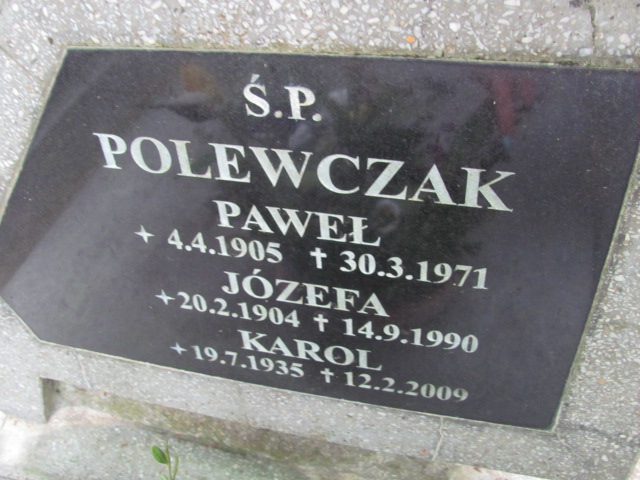 Ś.P.
POLEWCZAK
PAWEŁ
✦ 4.4.1905 ✝ 30.3.1971
JÓZEFA
✦20.2.1904 ✝ 14.9.1990
KAROL
✦19.7.1935 ✝ 12.2.2009